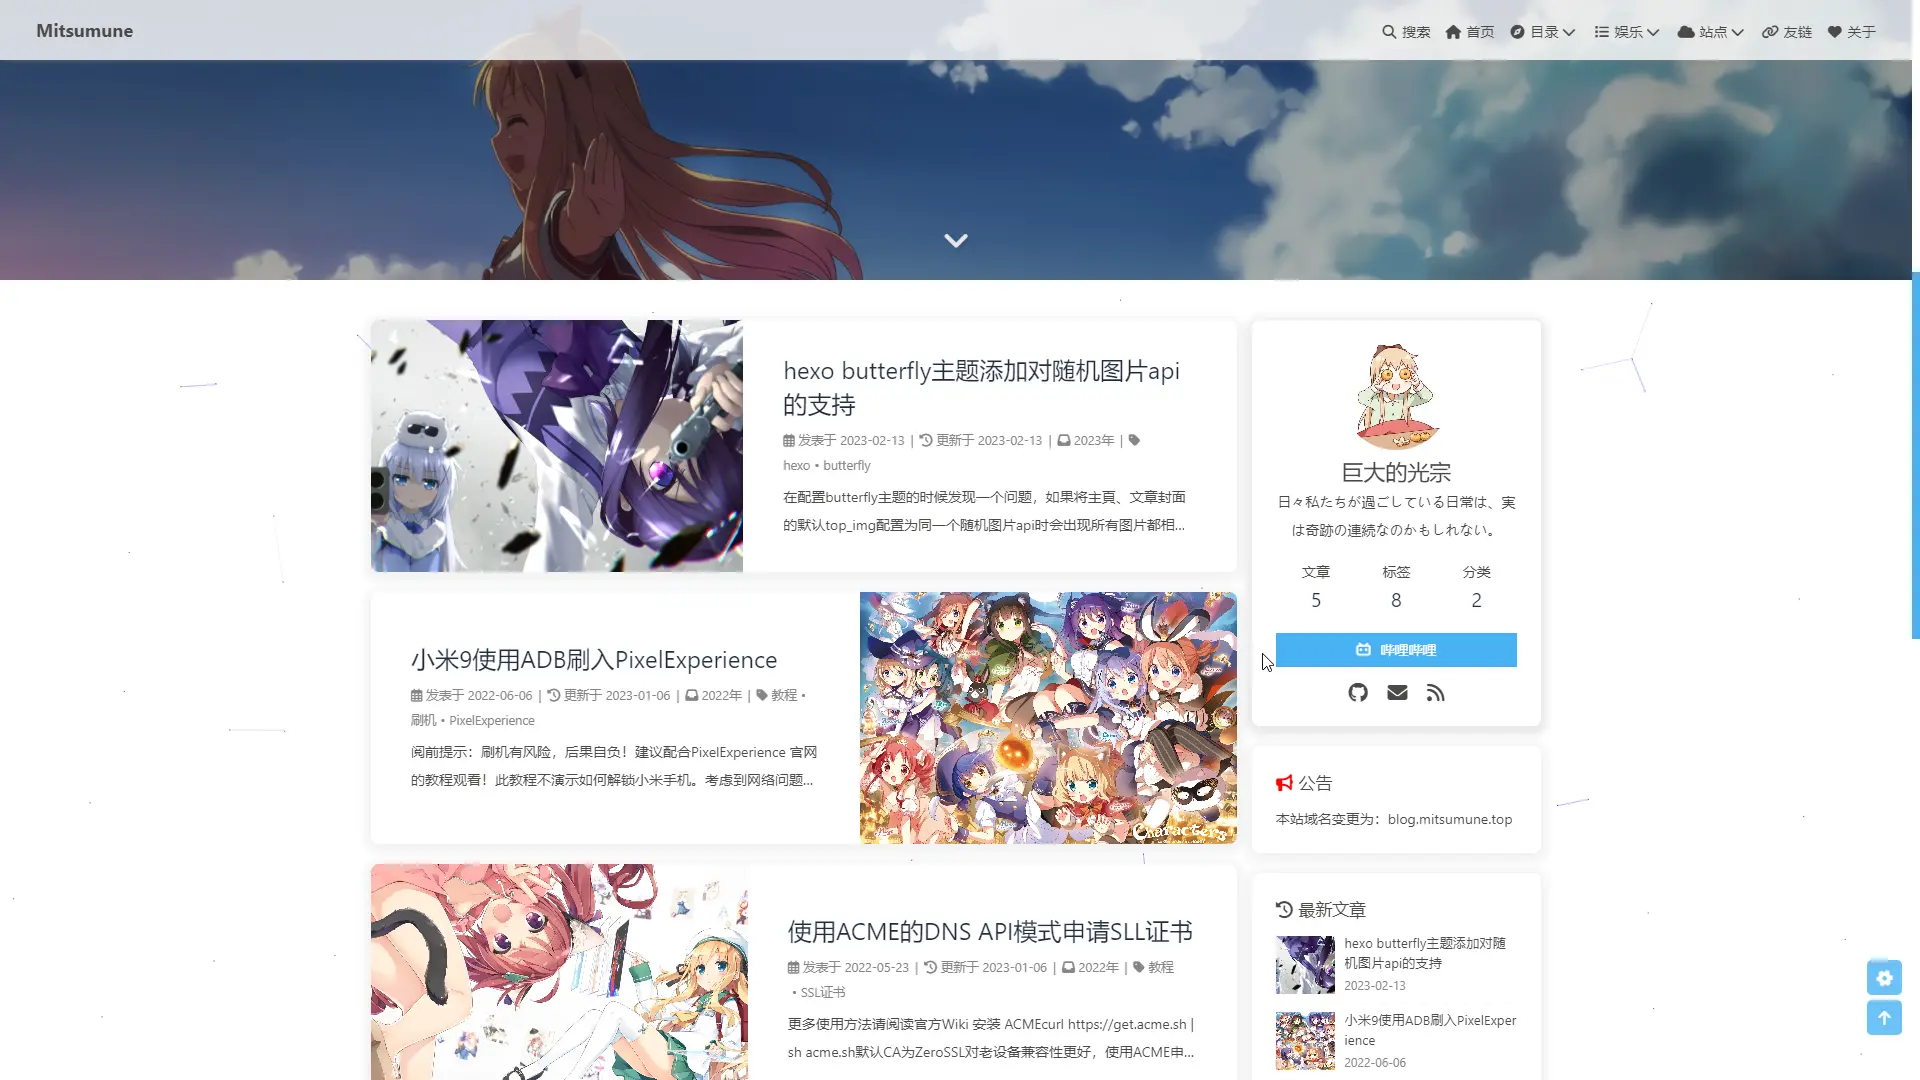 Mitsumune
搜索 首页 目录 娱乐 站点 友链 关于
hexo butterfly主题添加对随机图片api
的支持
发表于 2023-02-13 | 更新于 2023-02-13 | 2023年 |
hexo • butterfly
在配置butterfly主题的时候发现一个问题，如果将主頁、文章封面
的默认top_img配置为同一个随机图片api时会出现所有图片都相...
小米9使用ADB刷入PixelExperience
发表于 2022-06-06 | 更新于 2023-01-06 | 2022年 | 教程 •
刷机 • PixelExperience
阅前提示：刷机有风险，后果自负！建议配合PixelExperience 官网
的教程观看！此教程不演示如何解锁小米手机。考虑到网络问题...
Characters
使用ACME的DNS API模式申请SLL证书
发表于 2022-05-23 | 更新于 2023-01-06 | 2022年 | 教程
• SSL证书
更多使用方法请阅读官方Wiki 安装 ACMEcurl https://get.acme.sh |
sh acme.sh默认CA为ZeroSSL对老设备兼容性更好，使用ACME申...
巨大的光宗
日々私たちが過ごしている日常は、実
は奇跡の連続なのかもしれない。
文章 标签 分类
5 8 2
哔哩哔哩
公告
本站域名变更为：blog.mitsumune.top
最新文章
hexo butterfly主题添加对随
机图片api的支持
2023-02-13
小米9使用ADB刷入PixelExper
ience
2022-06-06